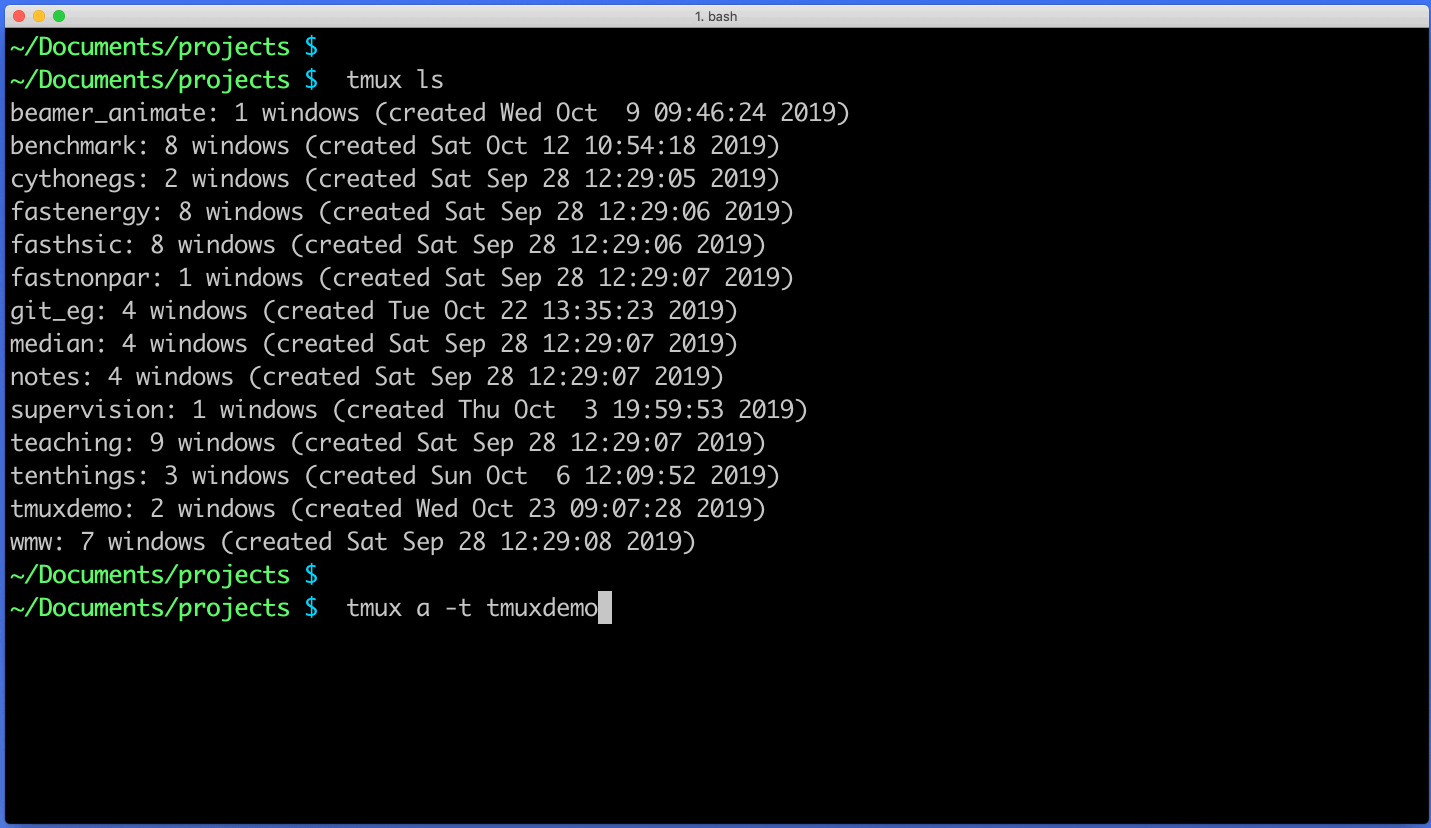 1. bash
~/Documents/projects $
~/Documents/projects $  tmux ls
beamer_animate: 1 windows (created Wed Oct  9 09:46:24 2019)
benchmark: 8 windows (created Sat Oct 12 10:54:18 2019)
cythonegs: 2 windows (created Sat Sep 28 12:29:05 2019)
fastenergy: 8 windows (created Sat Sep 28 12:29:06 2019)
fasthsic: 8 windows (created Sat Sep 28 12:29:06 2019)
fastnonpar: 1 windows (created Sat Sep 28 12:29:07 2019)
git_eg: 4 windows (created Tue Oct 22 13:35:23 2019)
median: 4 windows (created Sat Sep 28 12:29:07 2019)
notes: 4 windows (created Sat Sep 28 12:29:07 2019)
supervision: 1 windows (created Thu Oct  3 19:59:53 2019)
teaching: 9 windows (created Sat Sep 28 12:29:07 2019)
tenthings: 3 windows (created Sun Oct  6 12:09:52 2019)
tmuxdemo: 2 windows (created Wed Oct 23 09:07:28 2019)
wmw: 7 windows (created Sat Sep 28 12:29:08 2019)
~/Documents/projects $
~/Documents/projects $  tmux a -t tmuxdemo